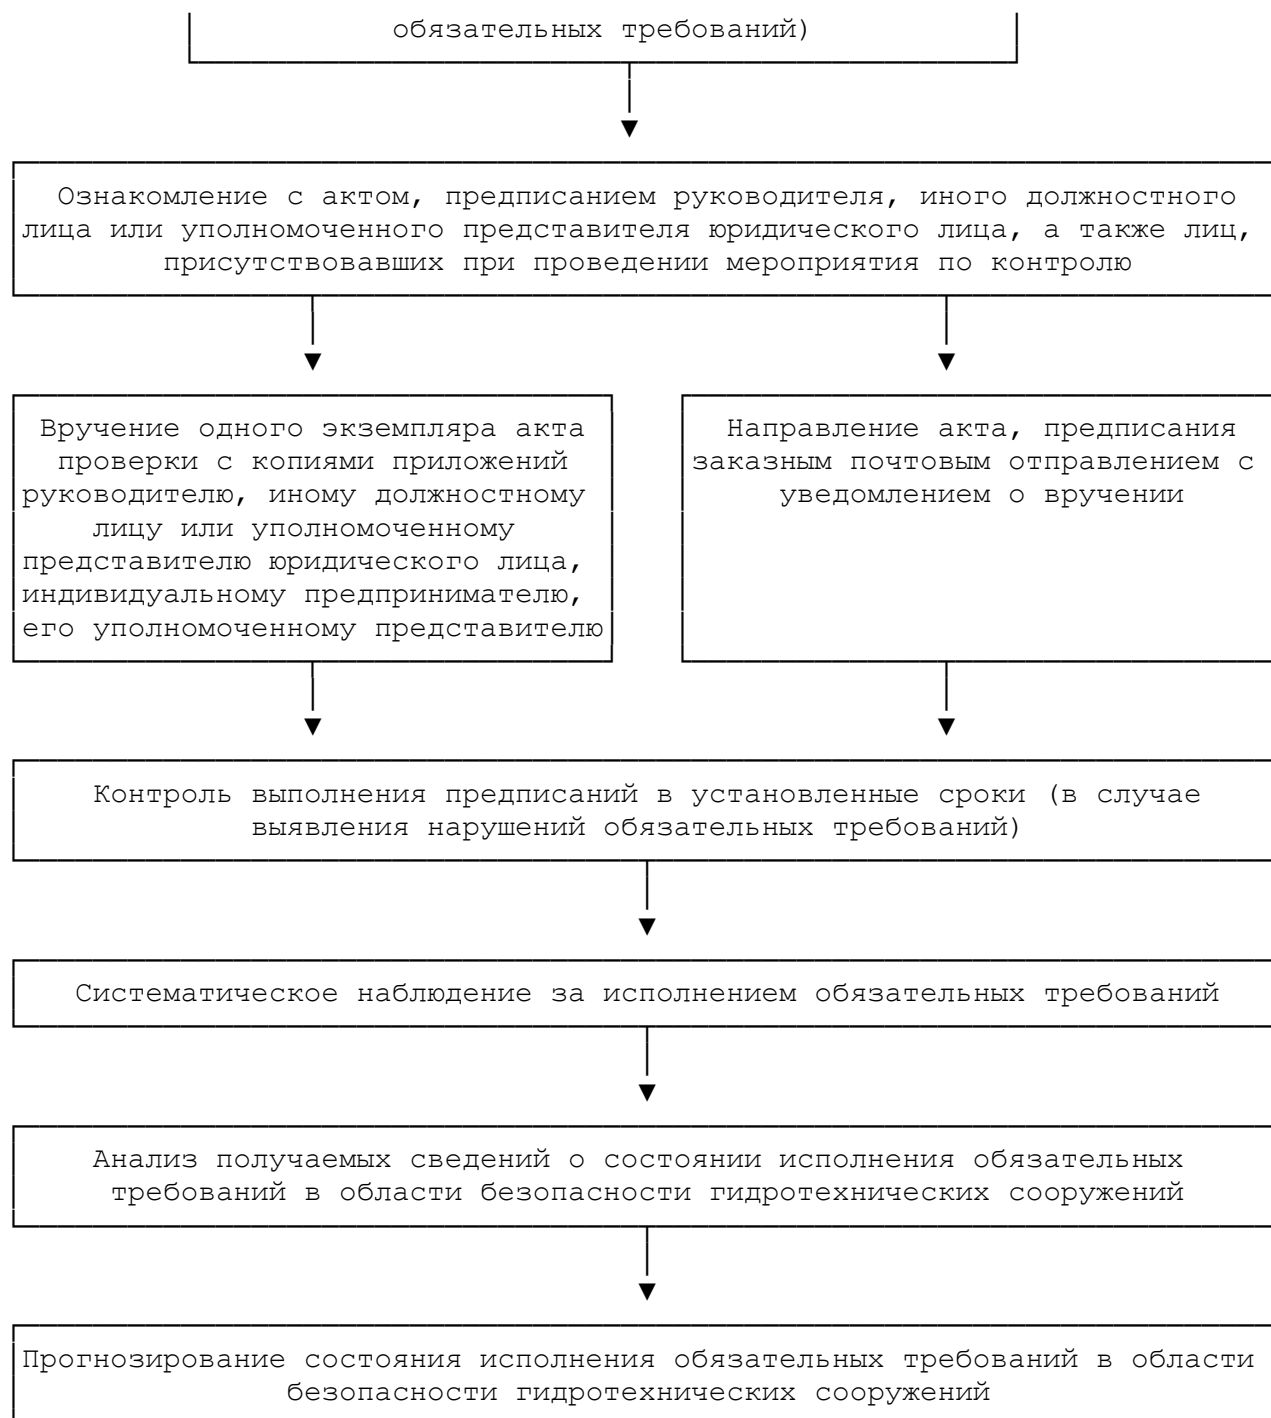 обязательных требований)
Ознакомление с актом, предписанием руководителя, иного должностного
лица или уполномоченного представителя юридического лица, а также лиц,
присутствовавших при проведении мероприятия по контролю
Вручение одного экземпляра акта
проверки с копиями приложений
руководителю, иному должностному
лицу или уполномоченному
представителю юридического лица,
индивидуальному предпринимателю,
его уполномоченному представителю
Направление акта, предписания
заказным почтовым отправлением с
уведомлением о вручении
Контроль выполнения предписаний в установленные сроки (в случае
выявления нарушений обязательных требований)
Систематическое наблюдение за исполнением обязательных требований
Анализ получаемых сведений о состоянии исполнения обязательных
требований в области безопасности гидротехнических сооружений
Прогнозирование состояния исполнения обязательных требований в области
безопасности гидротехнических сооружений